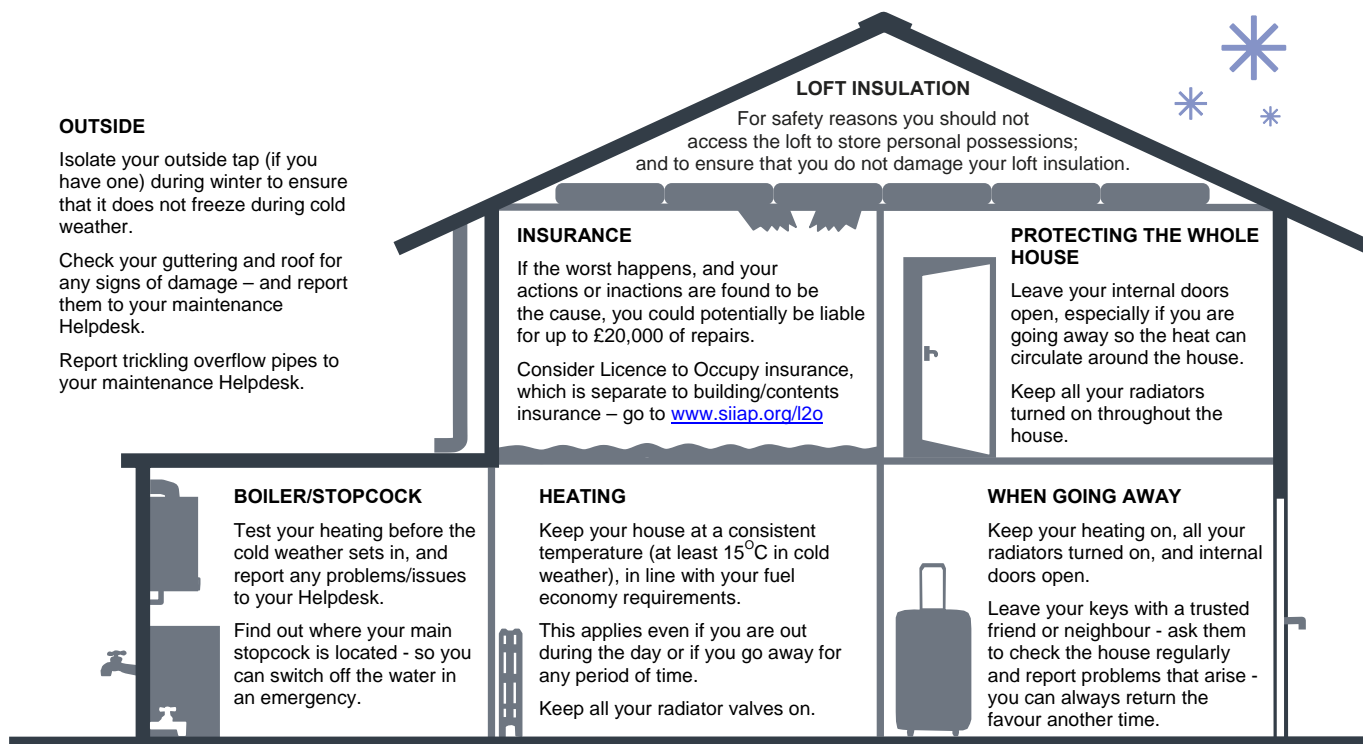 OUTSIDE
Isolate your outside tap (if you
have one) during winter to ensure
that it does not freeze during cold
weather.
Check your guttering and roof for
any signs of damage – and report
them to your maintenance
Helpdesk.
Report trickling overflow pipes to
your maintenance Helpdesk.
LOFT INSULATION
For safety reasons you should not
access the loft to store personal possessions;
and to ensure that you do not damage your loft insulation.
INSURANCE
If the worst happens, and your
actions or inactions are found to be
the cause, you could potentially be liable
for up to £20,000 of repairs.
Consider Licence to Occupy insurance,
which is separate to building/contents
insurance – go to www.siiap.org/l2o
PROTECTING THE WHOLE
HOUSE
Leave your internal doors
open, especially if you are
going away so the heat can
circulate around the house.
Keep all your radiators
turned on throughout the
house.
BOILER/STOPCOCK
Test your heating before the
cold weather sets in, and
report any problems/issues
to your Helpdesk.
Find out where your main
stopcock is located - so you
can switch off the water in
an emergency.
HEATING
Keep your house at a consistent
temperature (at least 15°C in cold
weather), in line with your fuel
economy requirements.
This applies even if you are out
during the day or if you go away for
any period of time.
Keep all your radiator valves on.
WHEN GOING AWAY
Keep your heating on, all your
radiators turned on, and internal
doors open.
Leave your keys with a trusted
friend or neighbour - ask them
to check the house regularly
and report problems that arise -
you can always return the
favour another time.